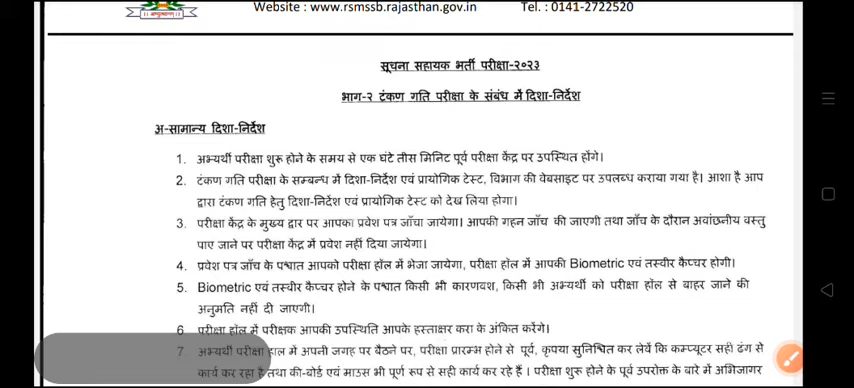 Website : www.rsmssb.rajasthan.gov.in Tel. : 0141-2722520
सूचना सहायक भर्ती परीक्षा-२०२३
भाग-२ टंकण गति परीक्षा के संबंध में दिशा-निर्देश
अ-सामान्य दिशा-निर्देश
1. अभ्यर्थी परीक्षा शुरू होने के समय से एक घंटे तीस मिनिट पूर्व परीक्षा केंद्र पर उपस्थित होंगे।
2. टंकण गति परीक्षा के सम्बन्ध में दिशा-निर्देश एवं प्रायोगिक टेस्ट, विभाग की वेबसाइट पर उपलब्ध कराया गया है। आशा है आप
द्वारा टंकण गति हेतु दिशा-निर्देश एवं प्रायोगिक टेस्ट को देख लिया होगा।
3. परीक्षा केंद्र के मुख्य द्वार पर आपका प्रवेश पत्र जाँचा जायेगा। आपकी गहन जाँच की जाएगी तथा जाँच के दौरान अवांछनीय वस्तु
पाए जाने पर परीक्षा केंद्र में प्रवेश नहीं दिया जायेगा।
4. प्रवेश पत्र जाँच के पश्चात आपको परीक्षा हॉल में भेजा जायेगा, परीक्षा हॉल में आपकी Biometric एवं तस्वीर कैप्चर होगी।
5. Biometric एवं तस्वीर कैप्चर होने के पश्चात किसी भी कारणवश, किसी भी अभ्यर्थी को परीक्षा हॉल से बाहर जाने की
अनुमति नहीं दी जाएगी।
6. परीक्षा हॉल में परीक्षक आपकी उपस्थिति आपके हस्ताक्षर करा के अंकित करेंगे।
7. अभ्यर्थी परीक्षा हाल में अपनी जगह पर बैठने पर, परीक्षा प्रारम्भ होने से पूर्व, कृपया सुनिश्चित कर लेवें कि कम्प्यूटर सही ढंग से
कार्य कर रहा है तथा की-बोर्ड एवं माउस भी पूर्ण रूप से सही कार्य कर रहे हैं। परीक्षा शुरू होने के पूर्व उपरोक्त के बारे में अभिजागर